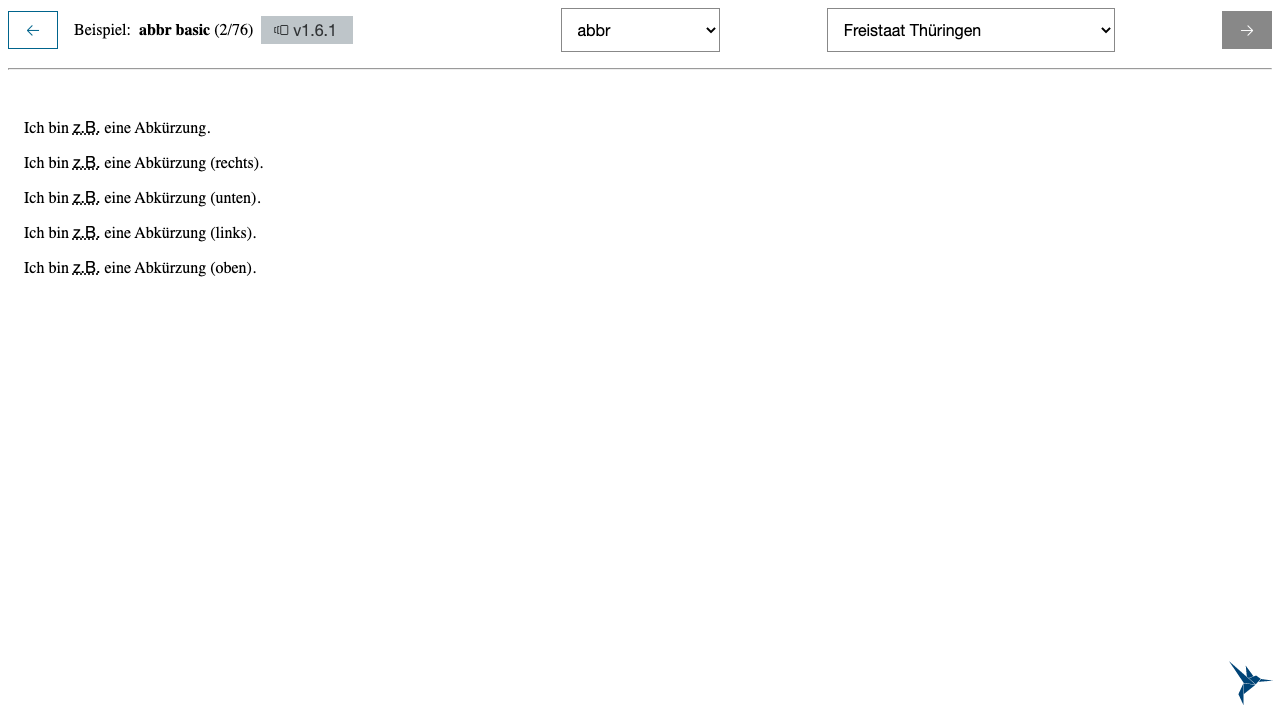 ← Beispiel: abbr basic (2/76) v1.6.1 abbr Freistaat Thüringen →
Ich bin z.B. eine Abkürzung.
Ich bin z.B. eine Abkürzung (rechts).
Ich bin z.B. eine Abkürzung (unten).
Ich bin z.B. eine Abkürzung (links).
Ich bin z.B. eine Abkürzung (oben).